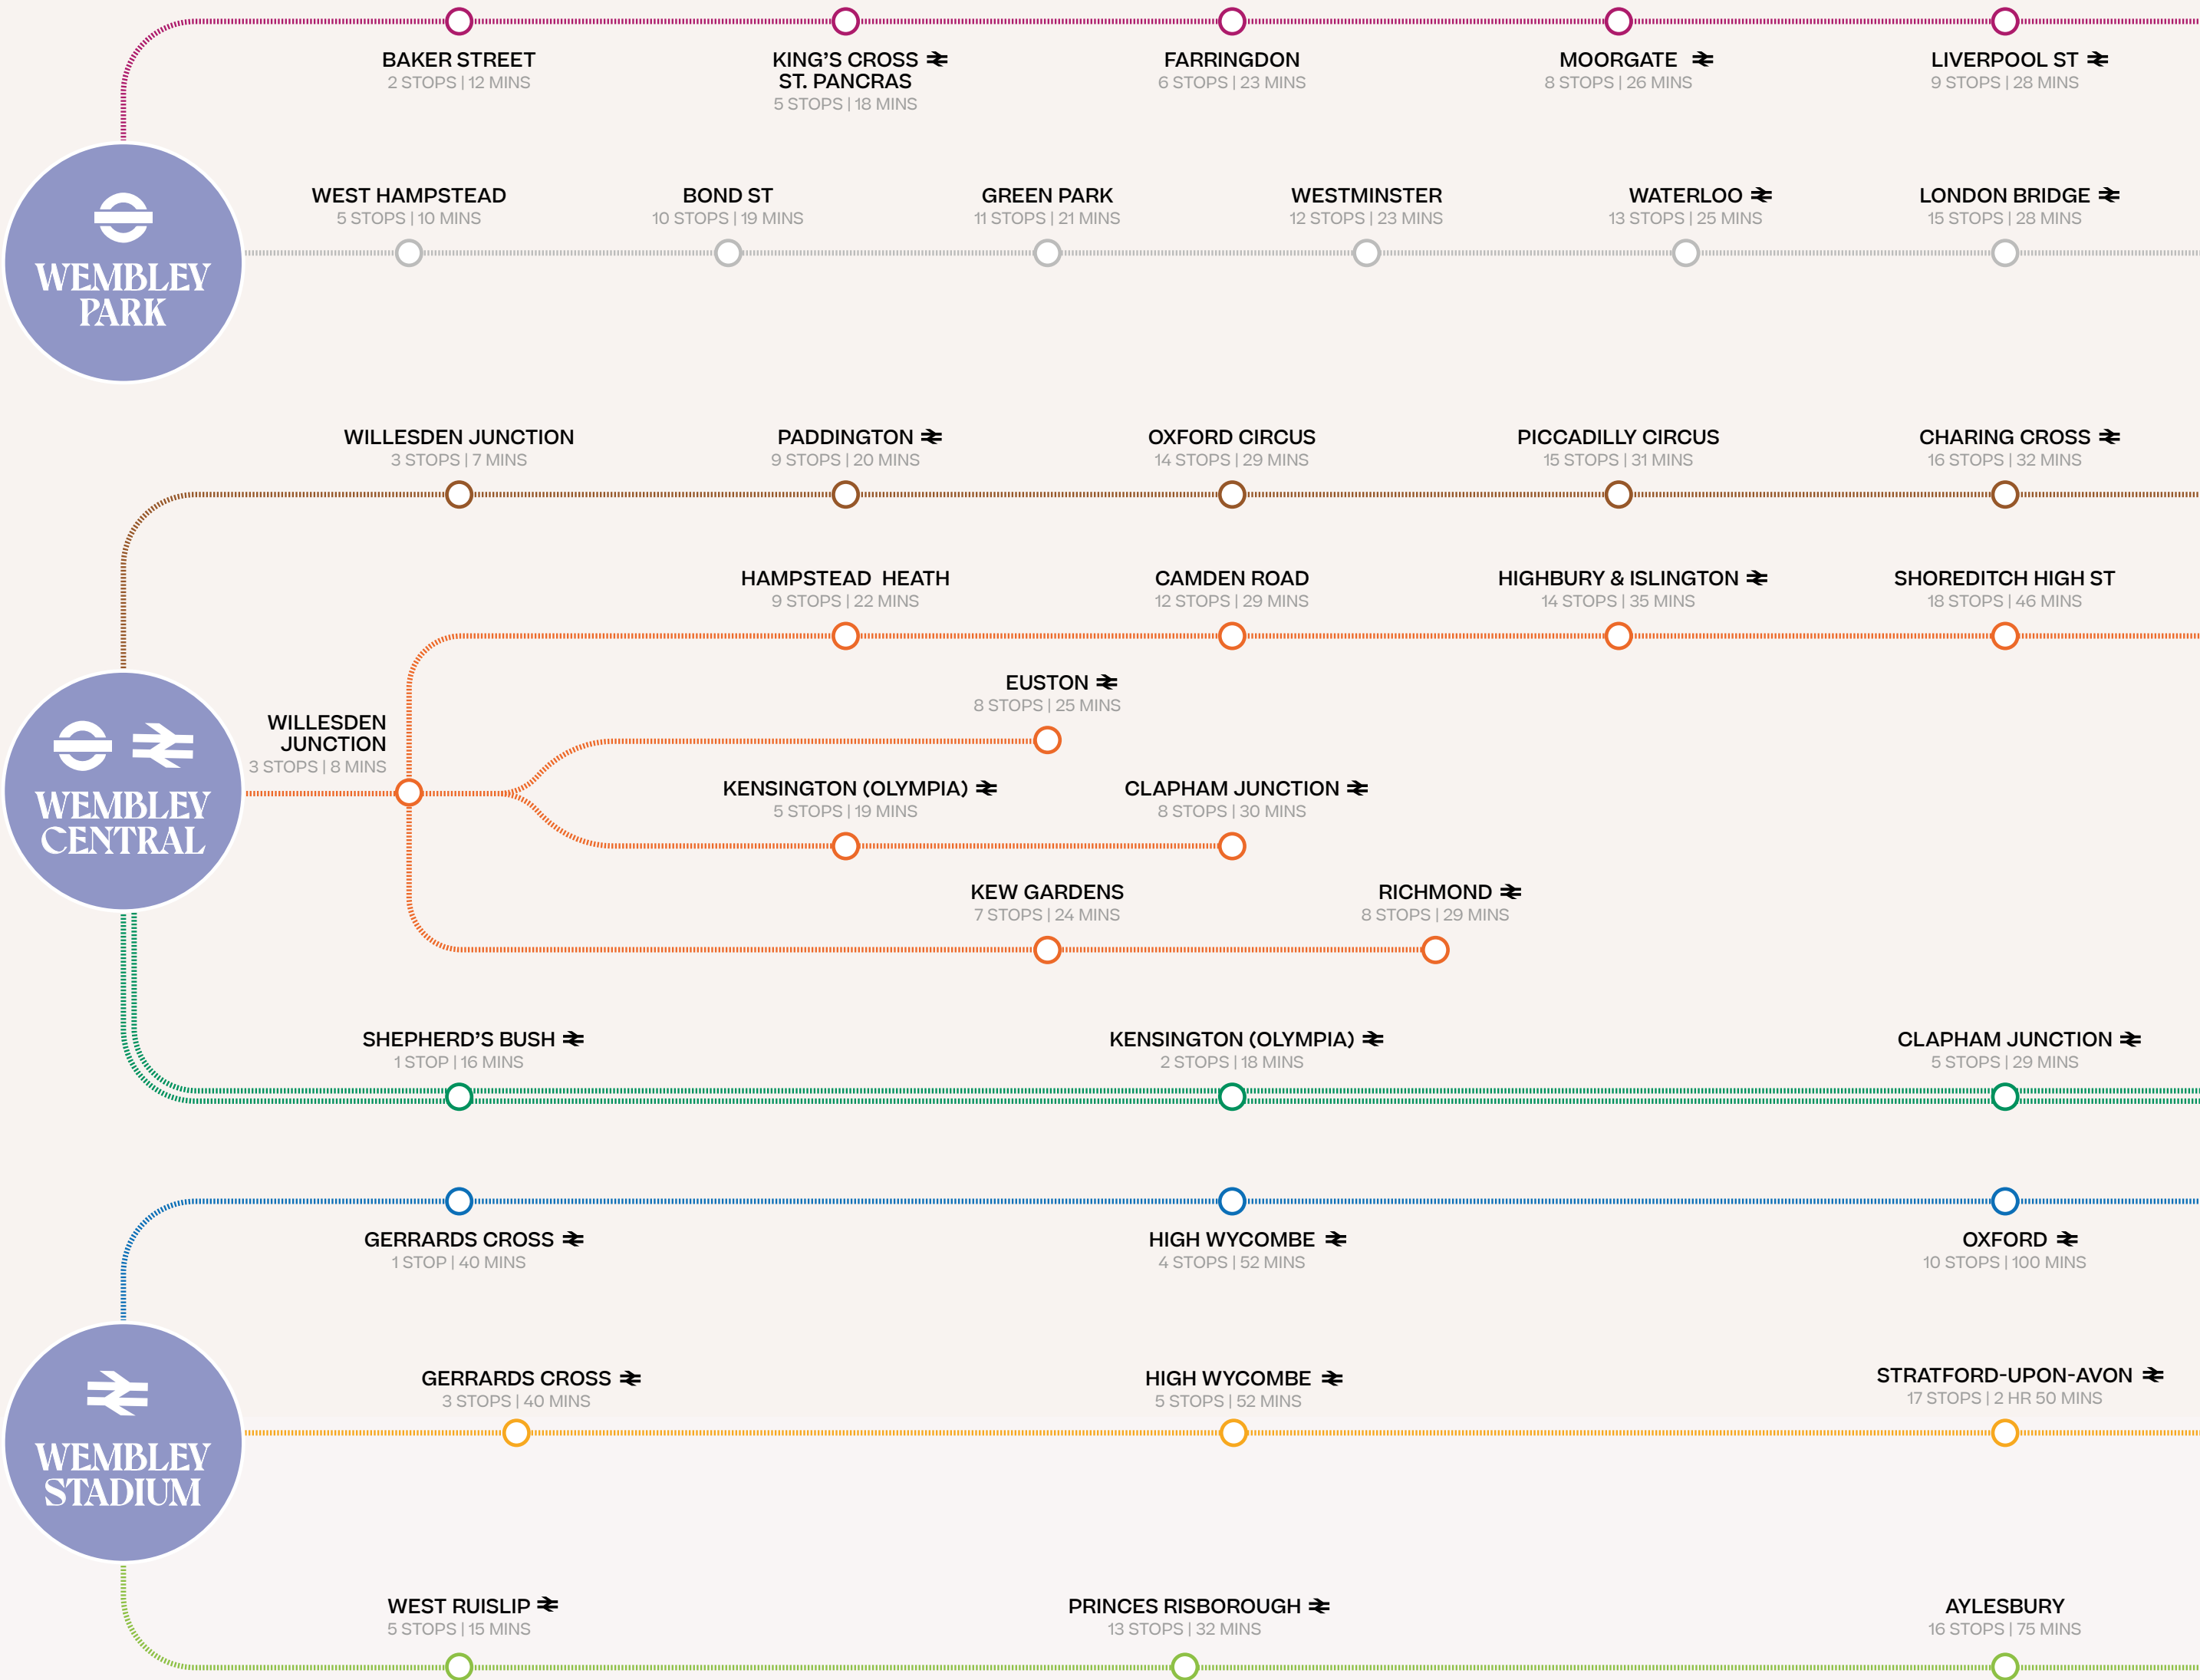 BAKER STREET
2 STOPS | 12 MINS
KING'S CROSS
ST. PANCRAS
5 STOPS | 18 MINS
FARRINGDON
6 STOPS | 23 MINS
MOORGATE
8 STOPS | 26 MINS
LIVERPOOL ST
9 STOPS | 28 MINS
WEMBLEY
PARK
WEST HAMPSTEAD
5 STOPS | 10 MINS
BOND ST
10 STOPS | 19 MINS
GREEN PARK
11 STOPS | 21 MINS
WESTMINSTER
12 STOPS | 23 MINS
WATERLOO
13 STOPS | 25 MINS
LONDON BRIDGE
15 STOPS | 28 MINS
WILLESDEN JUNCTION
3 STOPS | 7 MINS
PADDINGTON
9 STOPS | 20 MINS
OXFORD CIRCUS
14 STOPS | 29 MINS
PICCADILLY CIRCUS
15 STOPS | 31 MINS
CHARING CROSS
16 STOPS | 32 MINS
HAMPSTEAD HEATH
9 STOPS | 22 MINS
CAMDEN ROAD
12 STOPS | 29 MINS
HIGHBURY & ISLINGTON
14 STOPS | 35 MINS
SHOREDITCH HIGH ST
18 STOPS | 46 MINS
EUSTON
8 STOPS | 25 MINS
WEMBLEY
CENTRAL
WILLESDEN
JUNCTION
3 STOPS | 8 MINS
KENSINGTON (OLYMPIA)
5 STOPS | 19 MINS
CLAPHAM JUNCTION
8 STOPS | 30 MINS
KEW GARDENS
7 STOPS | 24 MINS
RICHMOND
8 STOPS | 29 MINS
SHEPHERD'S BUSH
1 STOP | 16 MINS
KENSINGTON (OLYMPIA)
2 STOPS | 18 MINS
CLAPHAM JUNCTION
5 STOPS | 29 MINS
GERRARDS CROSS
1 STOP | 40 MINS
HIGH WYCOMBE
4 STOPS | 52 MINS
OXFORD
10 STOPS | 100 MINS
WEMBLEY
STADIUM
GERRARDS CROSS
3 STOPS | 40 MINS
HIGH WYCOMBE
5 STOPS | 52 MINS
STRATFORD-UPON-AVON
17 STOPS | 2 HR 50 MINS
WEST RUISLIP
5 STOPS | 15 MINS
PRINCES RISBOROUGH
13 STOPS | 32 MINS
AYLESBURY
16 STOPS | 75 MINS